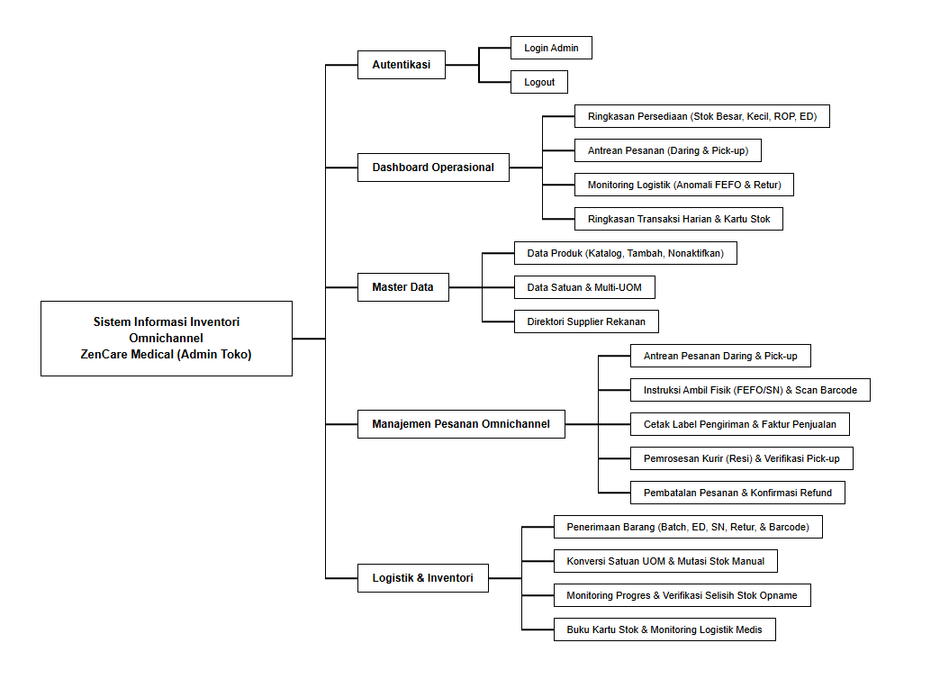 Sistem Informasi Inventori
Omnichannel
ZenCare Medical (Admin Toko)
Autentikasi
Login Admin
Logout
Dashboard Operasional
Ringkasan Persediaan (Stok Besar, Kecil, ROP, ED)
Antrean Pesanan (Daring & Pick-up)
Monitoring Logistik (Anomali FEFO & Retur)
Ringkasan Transaksi Harian & Kartu Stok
Master Data
Data Produk (Katalog, Tambah, Nonaktifkan)
Data Satuan & Multi-UOM
Direktori Supplier Rekanan
Manajemen Pesanan Omnichannel
Antrean Pesanan Daring & Pick-up
Instruksi Ambil Fisik (FEFO/SN) & Scan Barcode
Cetak Label Pengiriman & Faktur Penjualan
Pemrosesan Kurir (Resi) & Verifikasi Pick-up
Pembatalan Pesanan & Konfirmasi Refund
Logistik & Inventori
Penerimaan Barang (Batch, ED, SN, Retur, & Barcode)
Konversi Satuan UOM & Mutasi Stok Manual
Monitoring Progres & Verifikasi Selisih Stok Opname
Buku Kartu Stok & Monitoring Logistik Medis